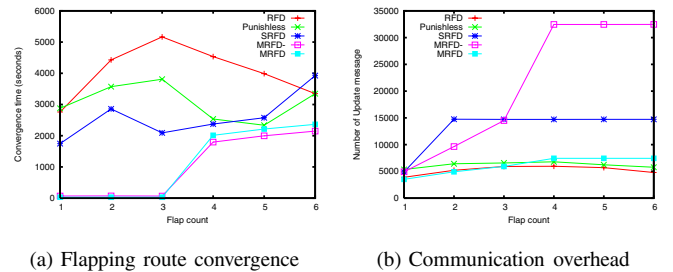 RFD
Punishless
SRFD
MRFD-
MRFD
6000
5000
4000
3000
2000
1000
0
1 2 3 4 5 6
Convergence time (seconds)
Flap count
RFD
Punishless
SRFD
MRFD-
MRFD
35000
30000
25000
20000
15000
10000
5000
0
1 2 3 4 5 6
Number of Update message
Flap count
(a) Flapping route convergence
(b) Communication overhead